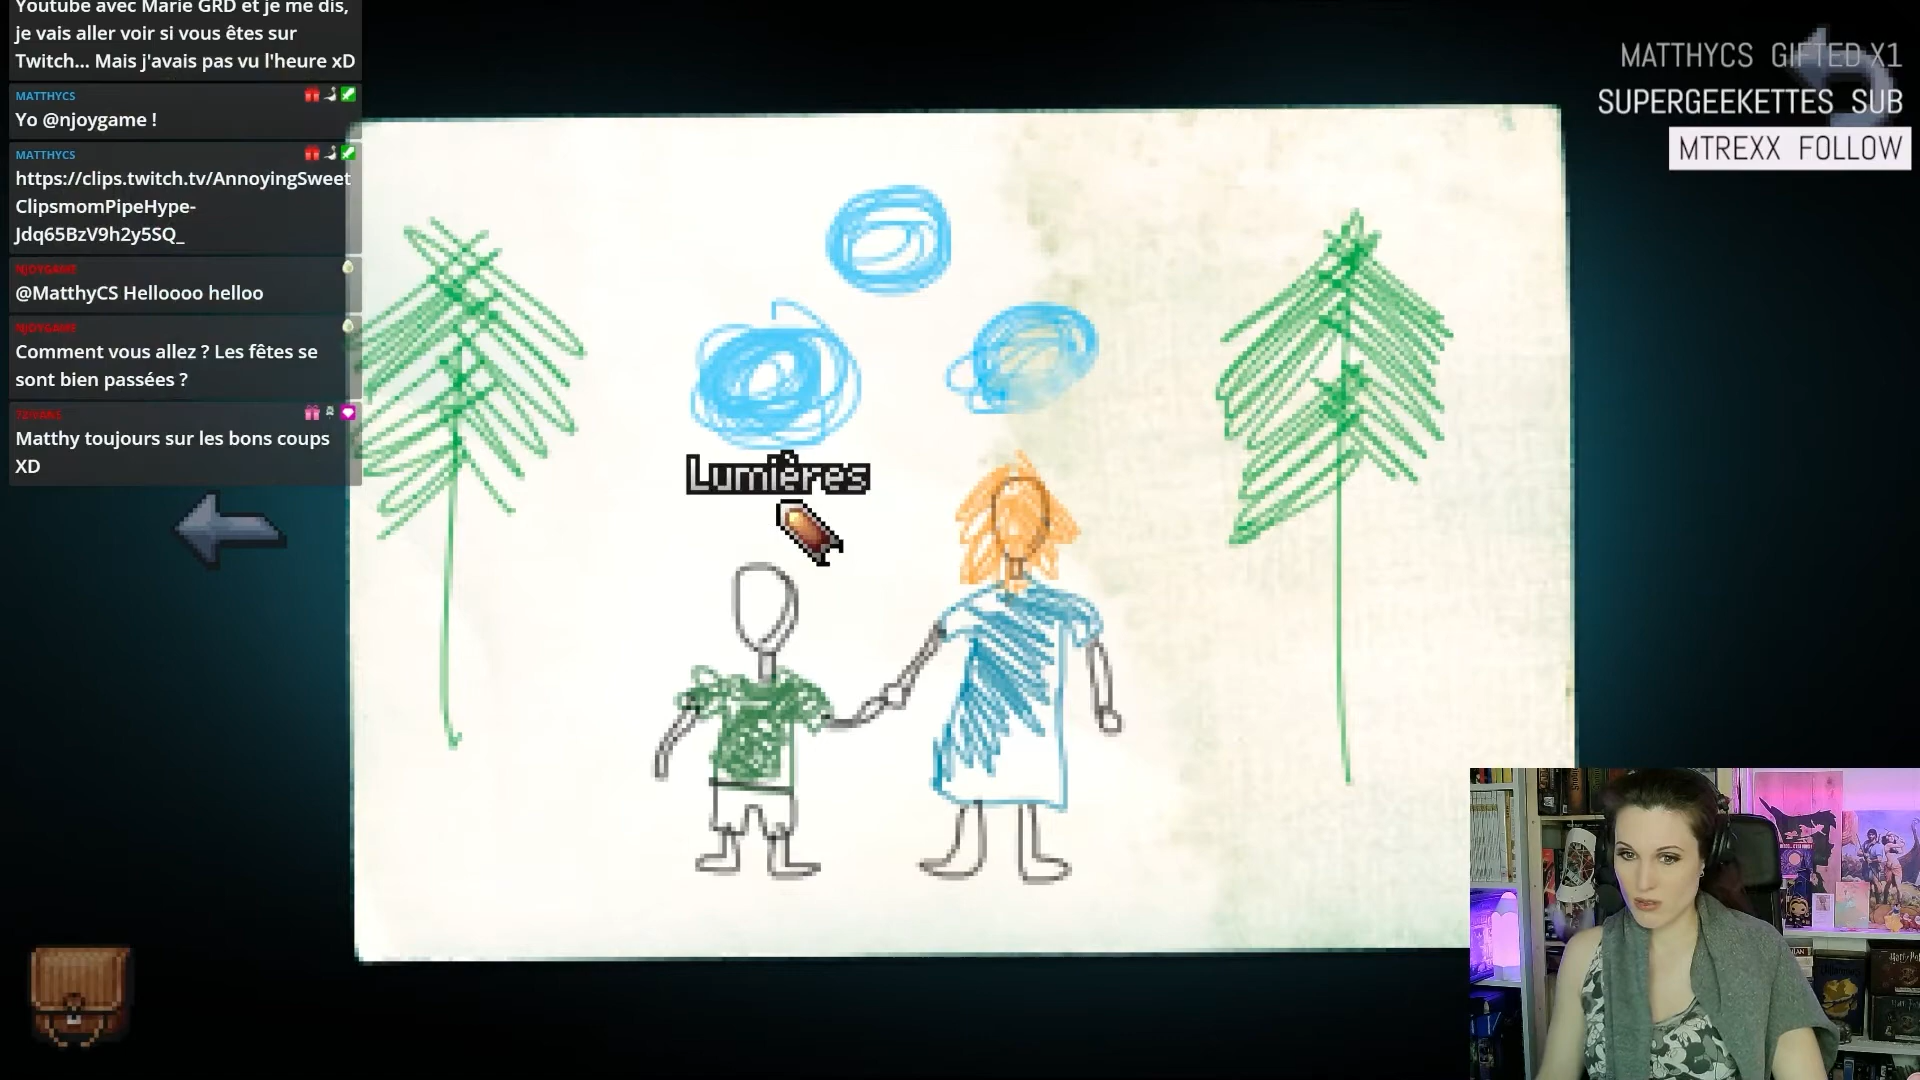 Youtube avec Marie GRD et je me dis,
je vais aller voir si vous êtes sur
Twitch... Mais j'avais pas vu l'heure xD
MATTHYCS
Yo @njoygame !
MATTHYCS
https://clips.twitch.tv/AnnoyingSweet
ClipsmomPipeHype-
Jdq65BzV9h2y5SQ_
NJOYGAME
@MatthyCS Helloooo helloo
NJOYGAME
Comment vous allez ? Les fêtes se
sont bien passées ?
Matthy toujours sur les bons coups
XD
Lumières
MATTHYCS GIFTED X1
SUPERGEEKETTES SUB
MTREXX FOLLOW